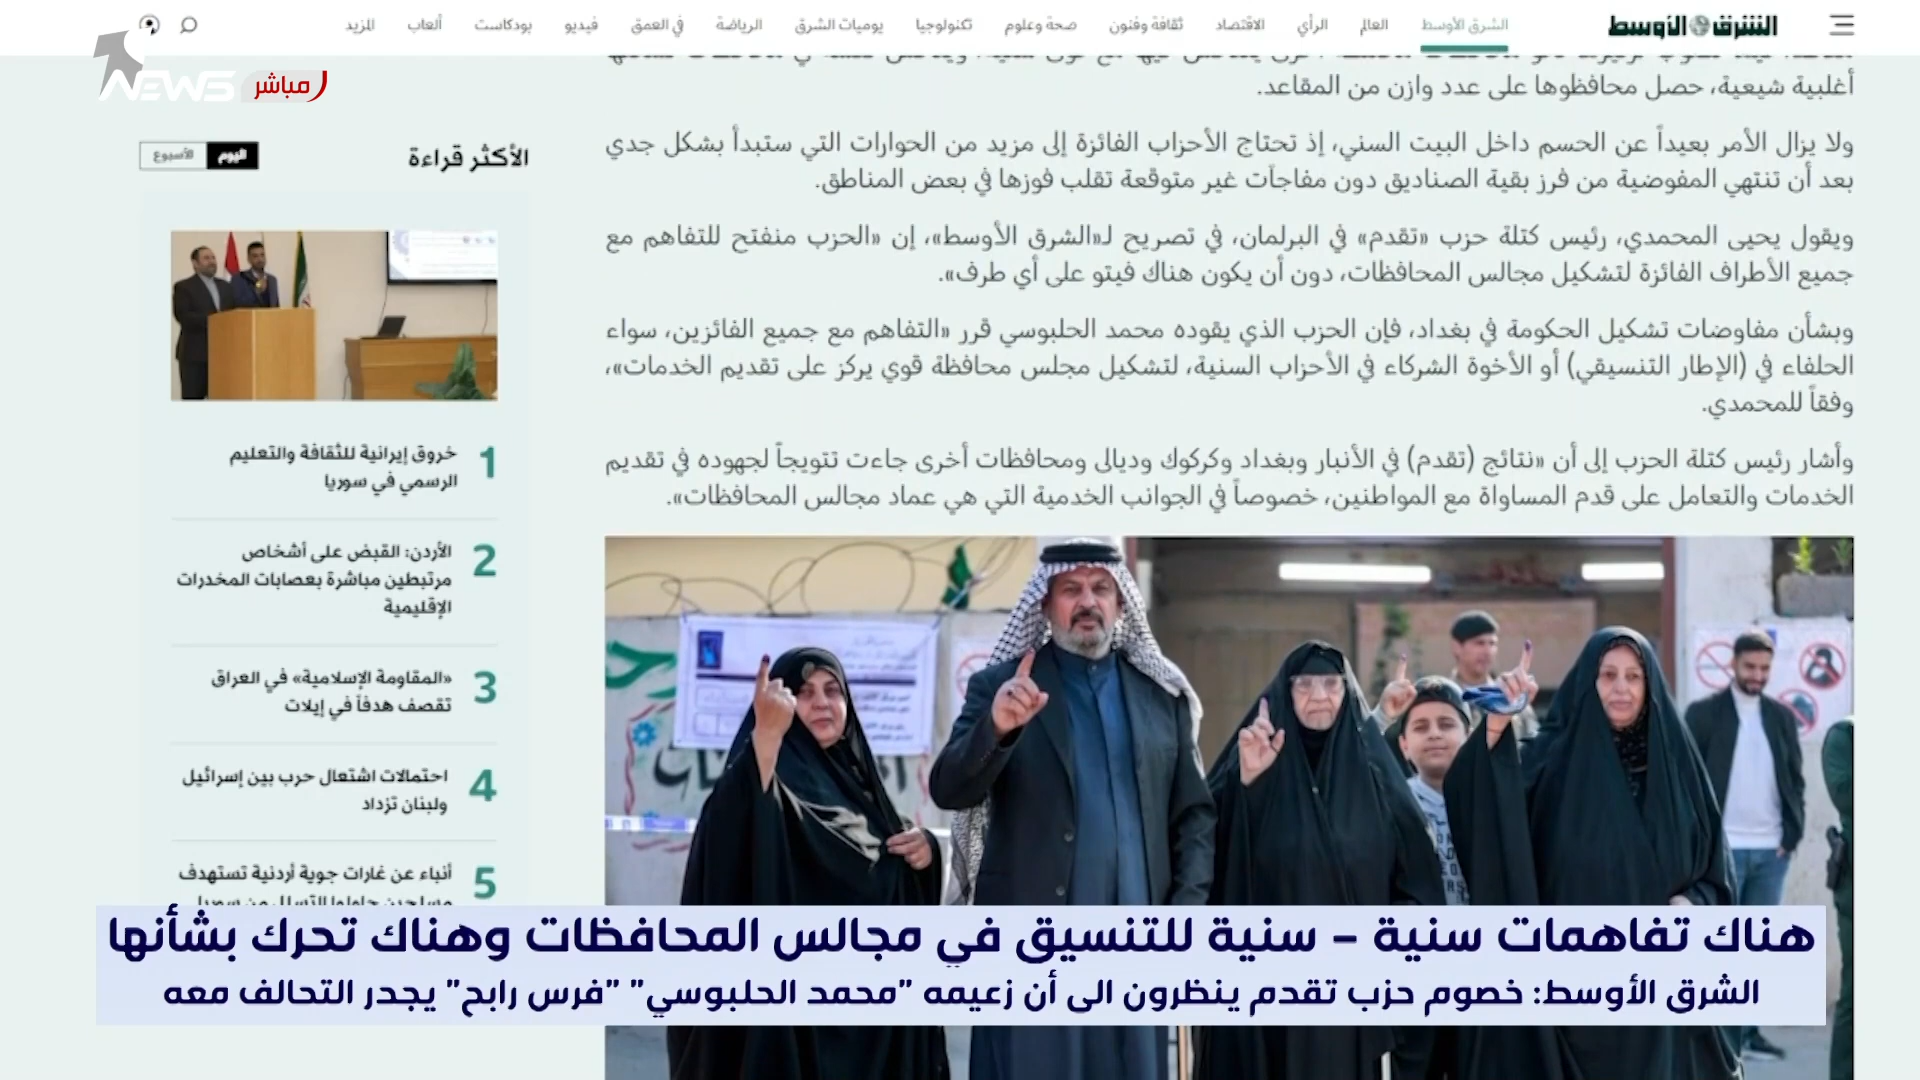 الشرق الأوسط
الشرق الأوسط
العالم
الرأي
الاقتصاد
ثقافة وفنون
صحة وعلوم
تكنولوجيا
يوميات الشرق
الرياضة
في العمق
فيديو
بودكاست
ألعاب
المزيد
NEWS
مباشر
أغلبية شيعية، حصل محافظوها على عدد وازن من المقاعد.
ولا يزال الأمر بعيداً عن الحسم داخل البيت السني، إذ تحتاج الأحزاب الفائزة إلى مزيد من الحوارات التي ستبدأ بشكل جدي
بعد أن تنتهي المفوضية من فرز بقية الصناديق دون مفاجآت غير متوقعة تقلب فوزها في بعض المناطق.
ويقول يحيى المحمدي، رئيس كتلة حزب «تقدم» في البرلمان، في تصريح لـ«الشرق الأوسط»، إن «الحزب منفتح للتفاهم مع
جميع الأطراف الفائزة لتشكيل مجالس المحافظات، دون أن يكون هناك فيتو على أي طرف».
وبشأن مفاوضات تشكيل الحكومة في بغداد، فإن الحزب الذي يقوده محمد الحلبوسي قرر «التفاهم مع جميع الفائزين، سواء
الحلفاء في (الإطار التنسيقي) أو الأخوة الشركاء في الأحزاب السنية، لتشكيل مجلس محافظة قوي يركز على تقديم الخدمات»،
وفقاً للمحمدي.
وأشار رئيس كتلة الحزب إلى أن «نتائج (تقدم) في الأنبار وبغداد وكركوك وديالى ومحافظات أخرى جاءت تتويجاً لجهوده في تقديم
الخدمات والتعامل على قدم المساواة مع المواطنين، خصوصاً في الجوانب الخدمية التي هي عماد مجالس المحافظات».
الأكثر قراءة
اليوم
الأسبوع
1
خروق إيرانية للثقافة والتعليم
الرسمي في سوريا
2
الأردن: القبض على أشخاص
مرتبطين مباشرة بعصابات المخدرات
الإقليمية
3
«المقاومة الإسلامية» في العراق
تقصف هدفاً في إيلات
4
احتمالات اشتعال حرب بين إسرائيل
ولبنان تزداد
5
أنباء عن غارات جوية أردنية تستهدف
هناك تفاهمات سنية – سنية للتنسيق في مجالس المحافظات وهناك تحرك بشأنها
الشرق الأوسط: خصوم حزب تقدم ينظرون الى أن زعيمه "محمد الحلبوسي" "فرس رابح" يجدر التحالف معه